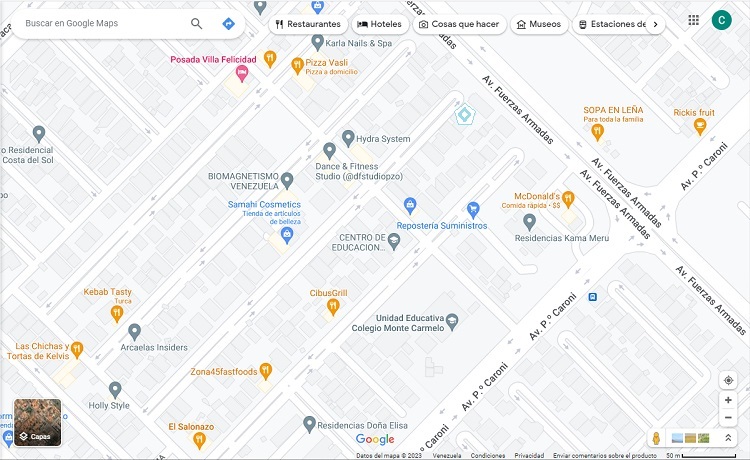 Buscar en Google Maps
Restaurantes
Hoteles
Cosas que hacer
Museos
Estaciones de
C
Karla Nails & Spa
Posada Villa Felicidad
Pizza Vasli
Pizza a domicilio
Av. Fuerzas Armadas
SOPA EN LEÑA
Para toda la familia
Rickis fruit
to Residencial
Costa del Sol
Hydra System
Dance & Fitness
Studio (@dfstudiopzo)
BIOMAGNETISMO
VENEZUELA
Av. P.º Caroni
Av. Fuerzas Armadas
Av. Fuerzas Armadas
McDonald's
Comida rápida • $$
Samahi Cosmetics
Tienda de artículos
de belleza
Repostería Suministros
CENTRO DE
EDUCACION...
Residencias Kama Meru
Av. Fuerzas Armadas
Kebab Tasty
Turca
CibusGrill
Unidad Educativa
Colegio Monte Carmelo
Av. P.º Caroni
Las Chichas y
Tortas de Kelvis
Arcaelas Insiders
Zona45fastfoods
Av. P.º Caroni
Holly Style
El Salonazo
Residencias Doña Elisa
º Caroni
Capas
Google
Datos del mapa © 2023
Venezuela
Condiciones
Privacidad
Enviar comentarios sobre el producto
50 m